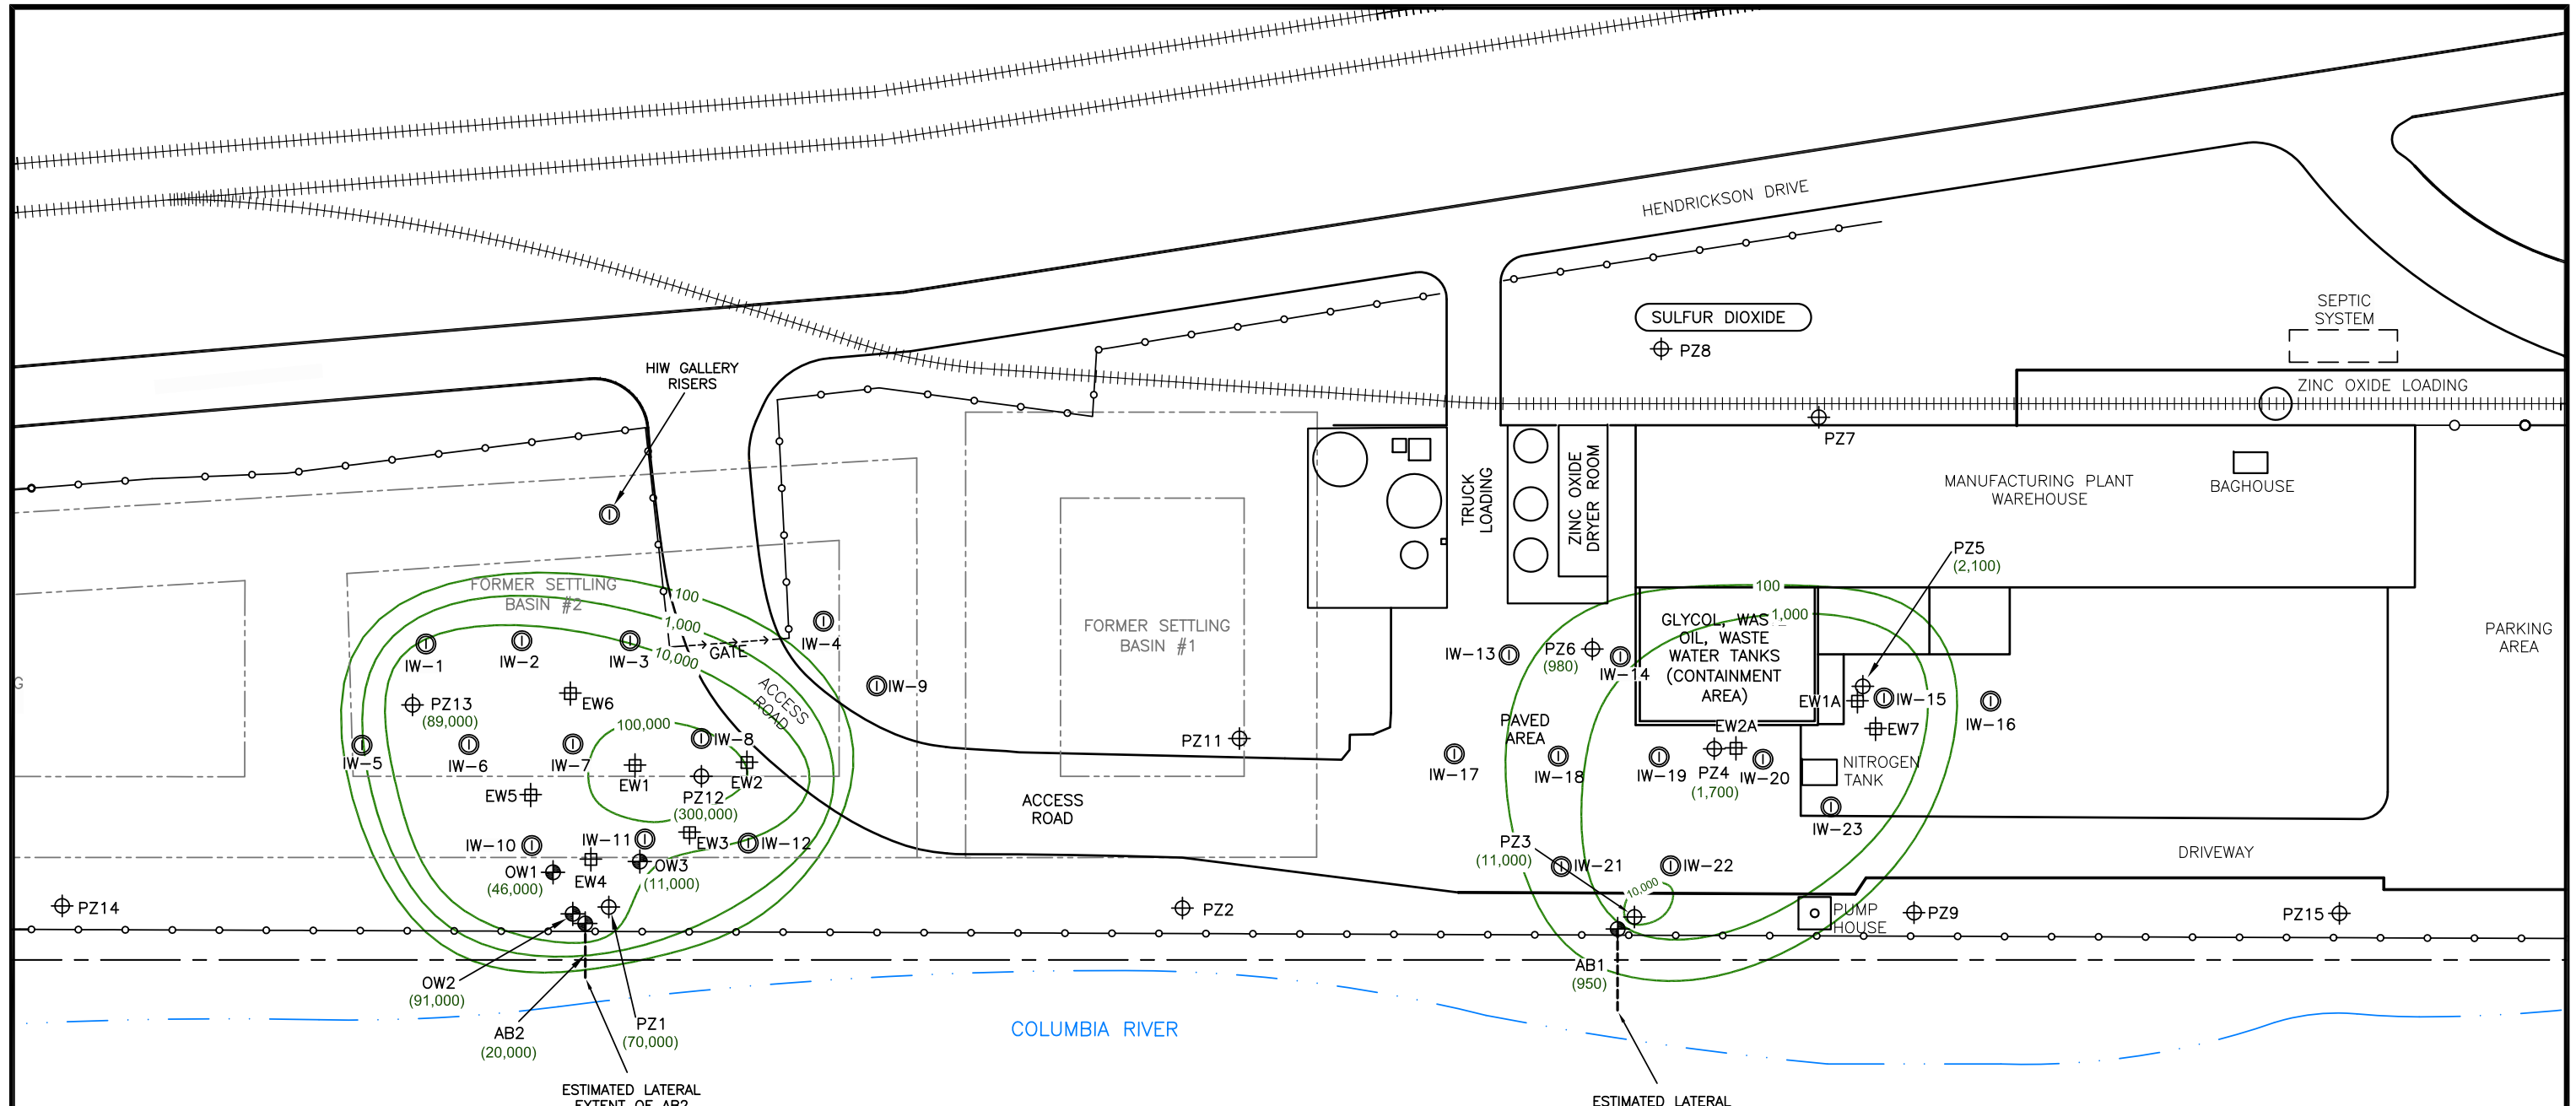 HENDRICKSON DRIVE
SULFUR DIOXIDE
PZ8
SEPTIC
SYSTEM
HIW GALLERY
RISERS
ZINC OXIDE LOADING
PZ7
TRUCK
LOADING
ZINC OXIDE
DRYER ROOM
MANUFACTURING PLANT
WAREHOUSE
BAGHOUSE
PZ5
(2,100)
FORMER SETTLING
BASIN #2
100
1,000
10,000
GATE
IW-1
IW-2
IW-3
IW-4
FORMER SETTLING
BASIN #1
100
1,000
GLYCOL, WAS
OIL, WASTE
WATER TANKS
(CONTAINMENT
AREA)
PARKING
AREA
IW-13
PZ6
(980)
IW-14
G
ACCESS
ROAD
IW-9
PZ13
(89,000)
EW6
100,000
IW-8
EW1A
IW-15
IW-16
EW7
PAVED
AREA
EW2A
PZ11
IW-5
IW-6
IW-7
EW1
EW2
EW5
PZ12
(300,000)
IW-17
IW-18
IW-19
PZ4
(1,700)
IW-20
NITROGEN
TANK
ACCESS
ROAD
IW-23
IW-10
IW-11
EW3
IW-12
PZ3
(11,000)
DRIVEWAY
OW1
(46,000)
EW4
OW3
(11,000)
IW-21
IW-22
10,000
PZ14
PZ2
PUMP
HOUSE
PZ9
PZ15
OW2
(91,000)
AB1
(950)
AB2
(20,000)
PZ1
(70,000)
COLUMBIA RIVER
ESTIMATED LATERAL
EXTENT OF AB2
ESTIMATED LATERAL